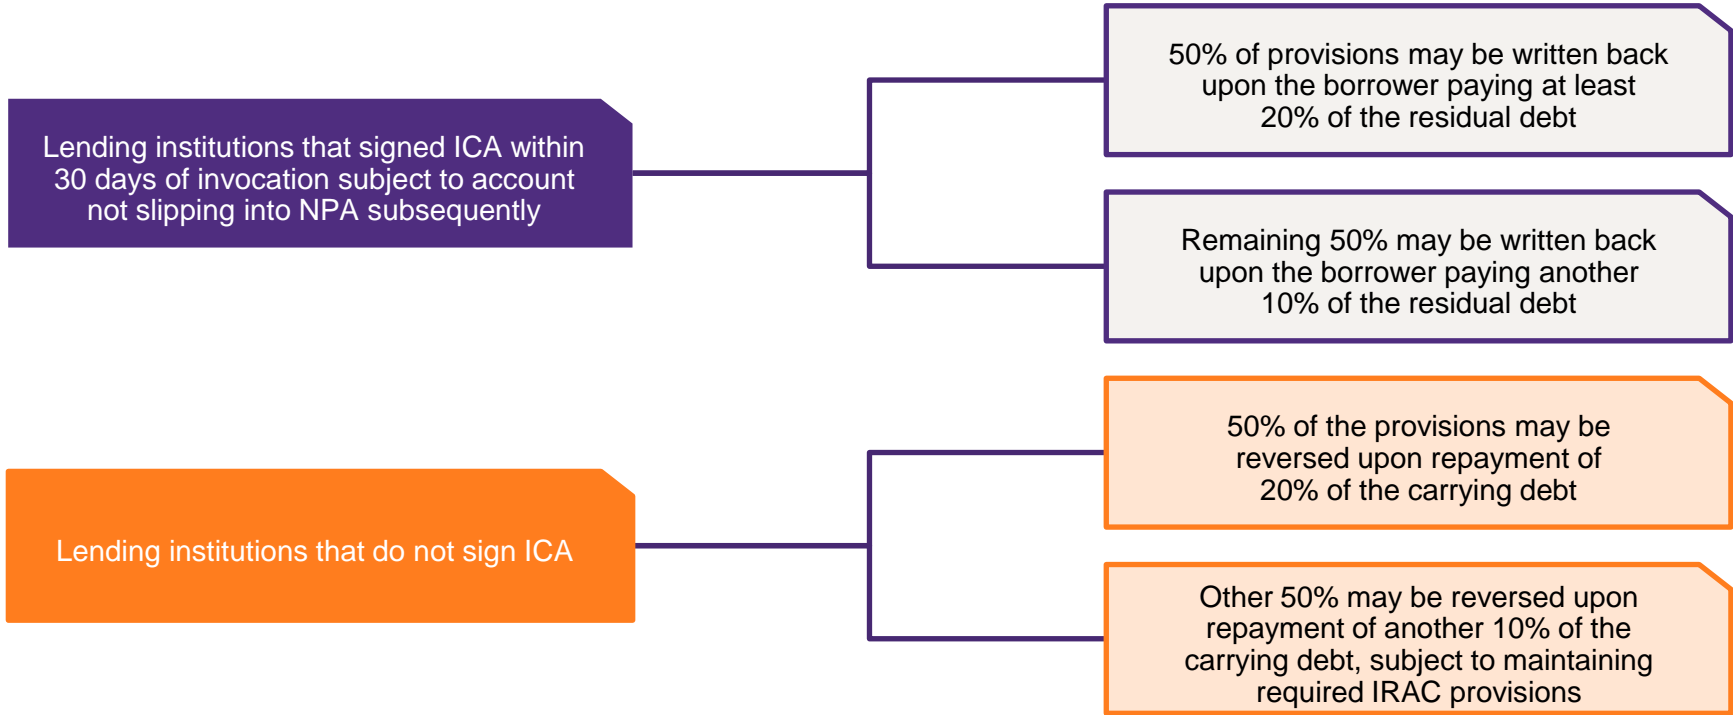 Lending institutions that signed ICA within
30 days of invocation subject to account
not slipping into NPA subsequently
50% of provisions may be written back
upon the borrower paying at least
20% of the residual debt
Remaining 50% may be written back
upon the borrower paying another
10% of the residual debt
Lending institutions that do not sign ICA
50% of the provisions may be
reversed upon repayment of
20% of the carrying debt
Other 50% may be reversed upon
repayment of another 10% of the
carrying debt, subject to maintaining
required IRAC provisions